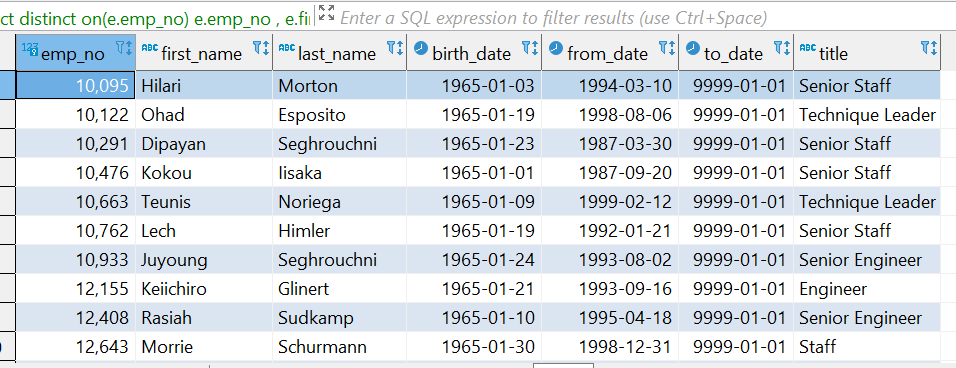 ct distinct on(e.emp_no) e.emp_no , e.fi Enter a SQL expression to filter results (use Ctrl+Space)
123 emp_no ABC first_name ABC last_name birth_date from_date to_date ABC title
10,095 Hilari Morton 1965-01-03 1994-03-10 9999-01-01 Senior Staff
10,122 Ohad Esposito 1965-01-19 1998-08-06 9999-01-01 Technique Leader
10,291 Dipayan Seghrouchni 1965-01-23 1987-03-30 9999-01-01 Senior Staff
10,476 Kokou Iisaka 1965-01-01 1987-09-20 9999-01-01 Senior Staff
10,663 Teunis Noriega 1965-01-09 1999-02-12 9999-01-01 Technique Leader
10,762 Lech Himler 1965-01-19 1992-01-21 9999-01-01 Senior Staff
10,933 Juyoung Seghrouchni 1965-01-24 1993-08-02 9999-01-01 Senior Engineer
12,155 Keiichiro Glinert 1965-01-21 1993-09-16 9999-01-01 Engineer
12,408 Rasiah Sudkamp 1965-01-10 1995-04-18 9999-01-01 Senior Engineer
12,643 Morrie Schurmann 1965-01-30 1998-12-31 9999-01-01 Staff